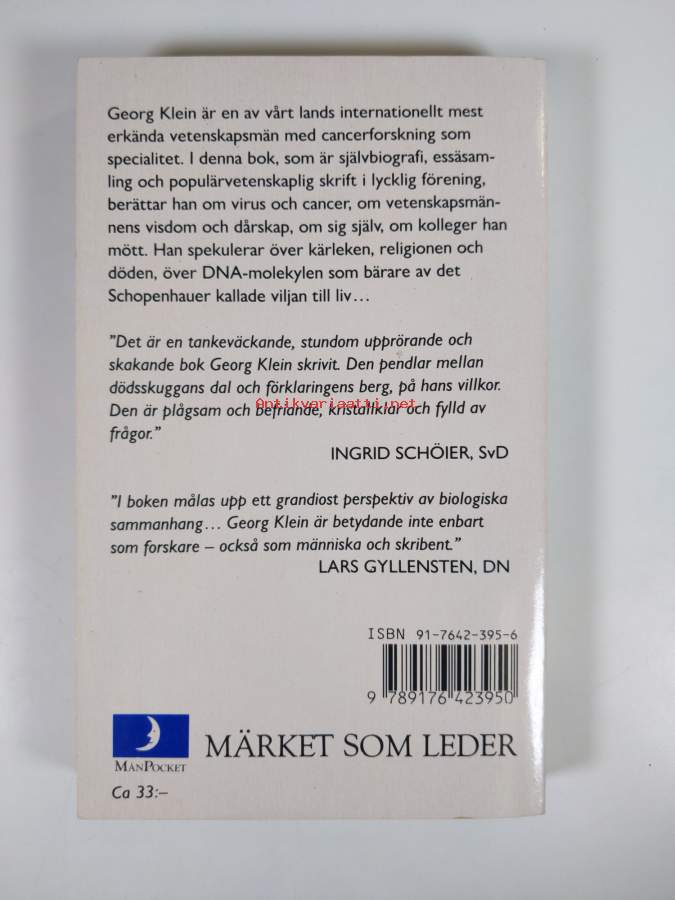 Georg Klein är en av vårt lands internationellt mest
erkända vetenskapsmän med cancerforskning som
specialitet. I denna bok, som är självbiografi, essäsam-
ling och populärvetenskaplig skrift i lycklig förening,
berättar han om virus och cancer, om vetenskapsmän-
nens visdom och dårskap, om sig själv, om kolleger han
mött. Han spekulerar över kärleken, religionen och
döden, över DNA-molekylen som bärare av det
Schopenhauer kallade viljan till liv…
”Det är en tankeväckande, stundom upprörande och
skakande bok Georg Klein skrivit. Den pendlar mellan
dödsskuggans dal och förklaringens berg, på hans villkor.
Antikvariaatti.net
Den är plågsam och befriande, kristallklar och fylld av
frågor.”
INGRID SCHÖIER, SvD
”I boken målas upp ett grandiost perspektiv av biologiska
sammanhang… Georg Klein är betydande inte enbart
som forskare – också som människa och skribent.”
LARS GYLLENSTEN, DN
ISBN 91-7642-395-6
9 789176 423950
MÄRKET SOM LEDER
MANPOCKET
Ca 33:–